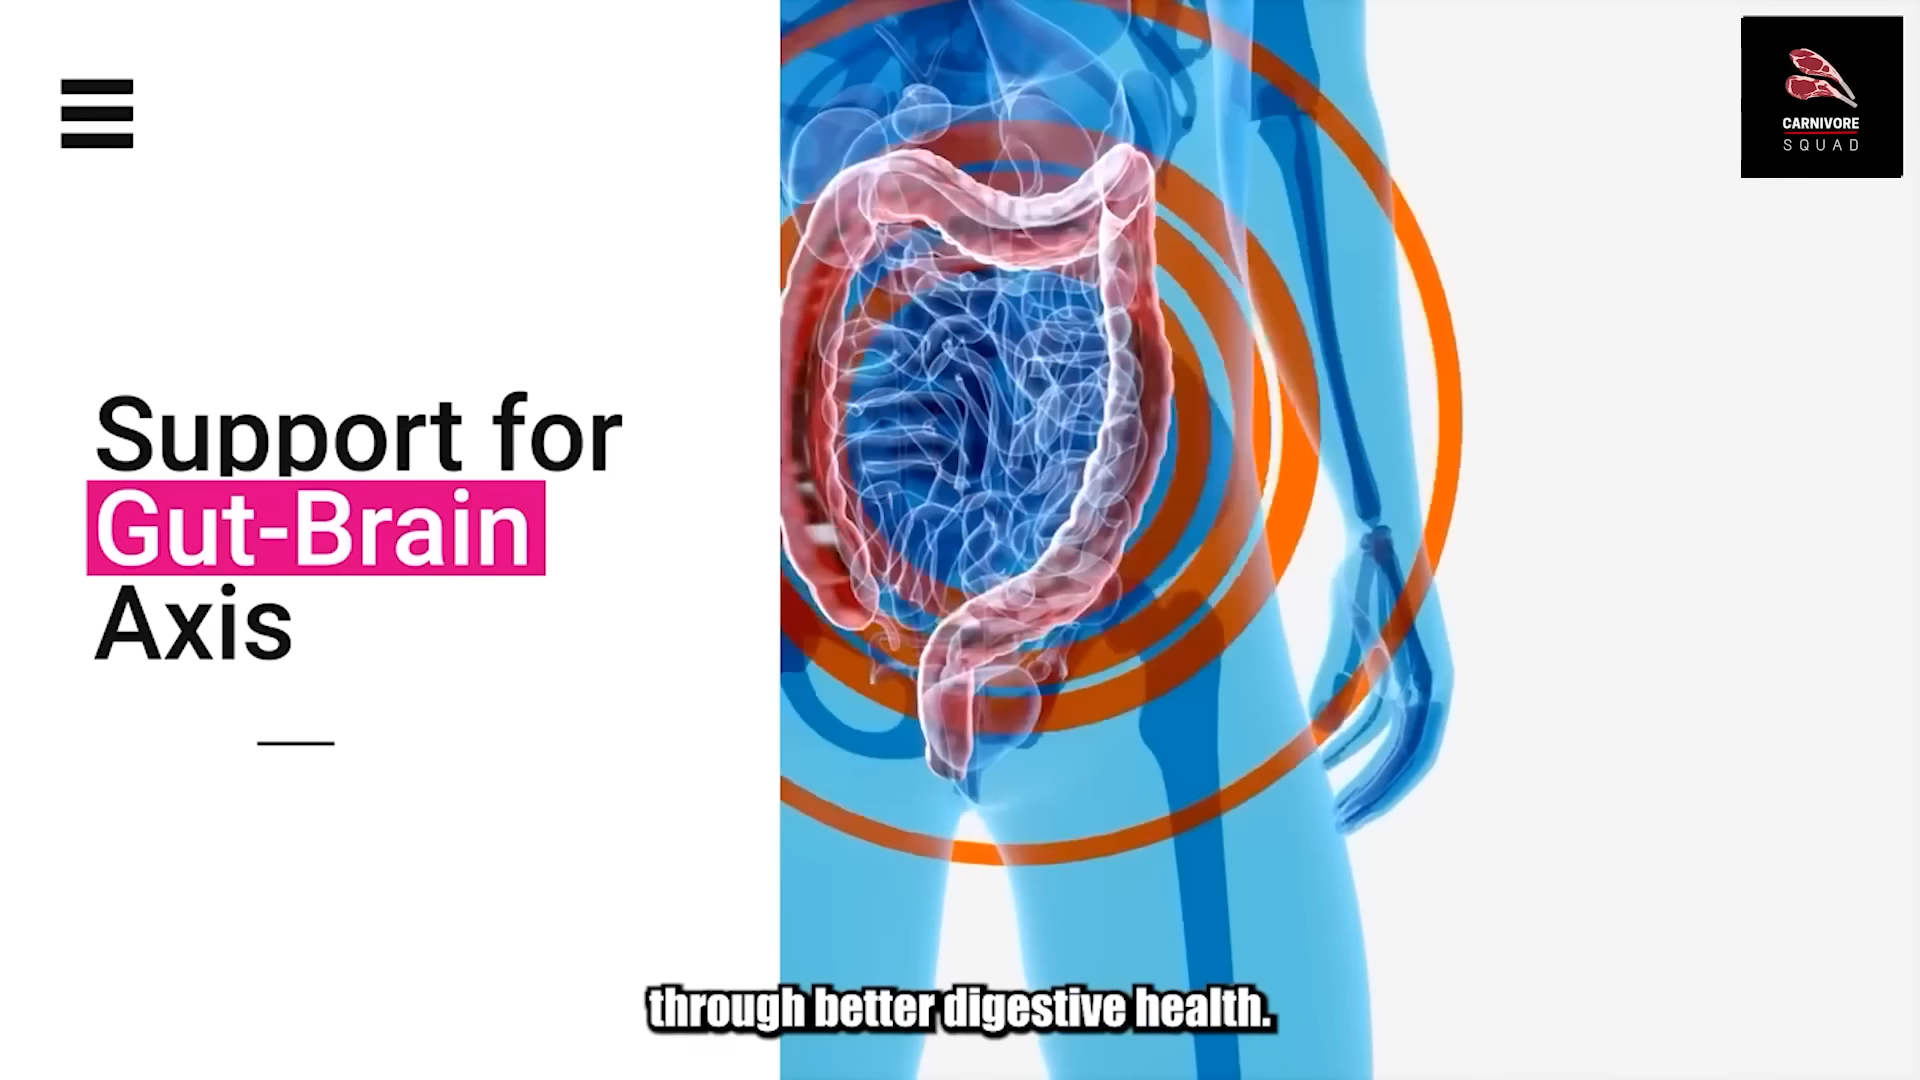 Support for
Gut-Brain
Axis
CARNIVORE
SQUAD
through better digestive health.